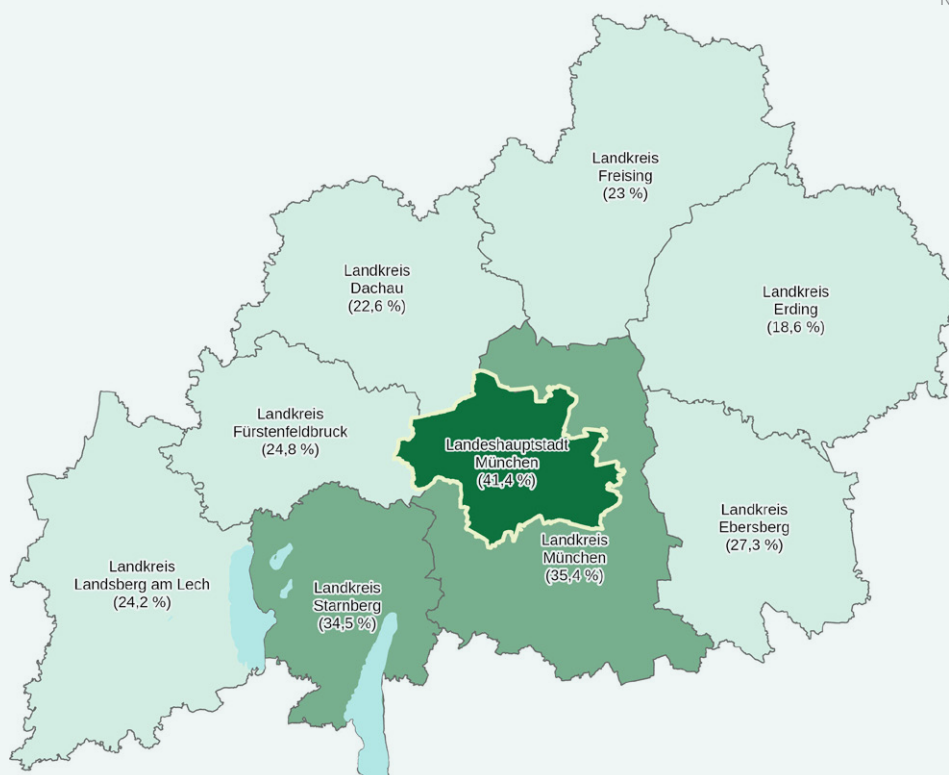 Landkreis
Freising
(23 %)
Landkreis
Dachau
(22,6 %)
Landkreis
Erding
(18,6 %)
Landkreis
Fürstenfeldbruck
(24,8 %)
Landeshauptstadt
München
(41,4 %)
Landkreis
Ebersberg
(27,3 %)
Landkreis
München
(35,4 %)
Landkreis
Landsberg am Lech
(24,2 %)
Landkreis
Starnberg
(34,5 %)